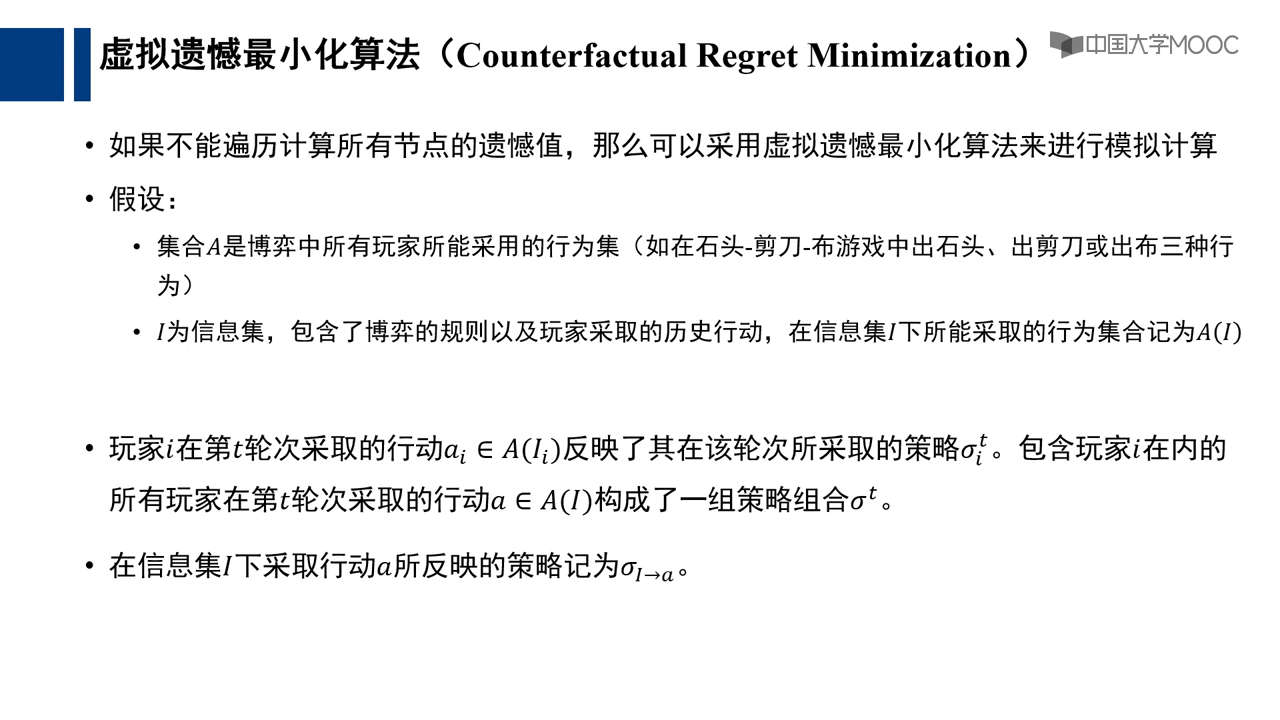 虚拟遗憾最小化算法（Counterfactual Regret Minimization）
中国大学MOOC
• 如果不能遍历计算所有节点的遗憾值，那么可以采用虚拟遗憾最小化算法来进行模拟计算
• 假设：
• 集合𝐴是博弈中所有玩家所能采用的行为集（如在石头-剪刀-布游戏中出石头、出剪刀或出布三种行
为）
• 𝐼为信息集，包含了博弈的规则以及玩家采取的历史行动，在信息集𝐼下所能采取的行为集合记为𝐴(𝐼)
• 玩家𝑖在第𝑡轮次采取的行动𝑎ᵢ ∈ 𝐴(𝐼ᵢ)反映了其在该轮次所采取的策略𝜎ᵢᵗ。包含玩家𝑖在内的
所有玩家在第𝑡轮次采取的行动𝑎 ∈ 𝐴(𝐼)构成了一组策略组合𝜎ᵗ。
• 在信息集𝐼下采取行动𝑎所反映的策略记为𝜎_{𝐼→𝑎}。